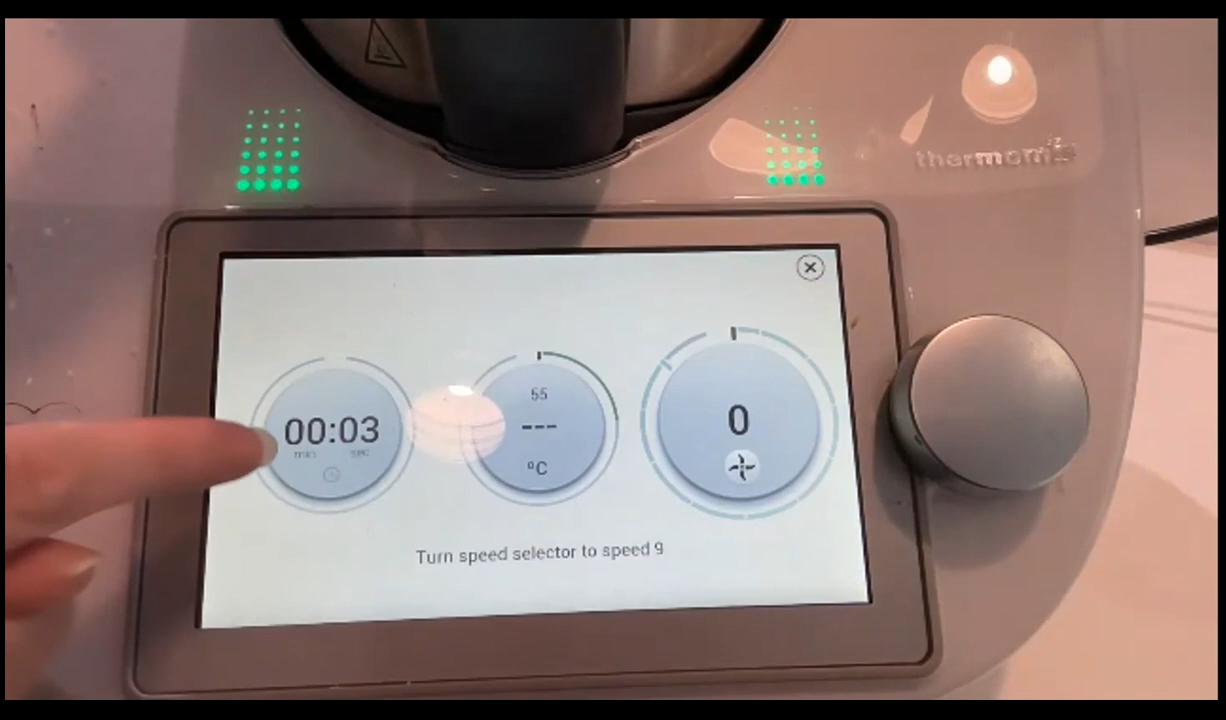 thermomix
00:03
min sec
55
---
°C
0
Turn speed selector to speed 9